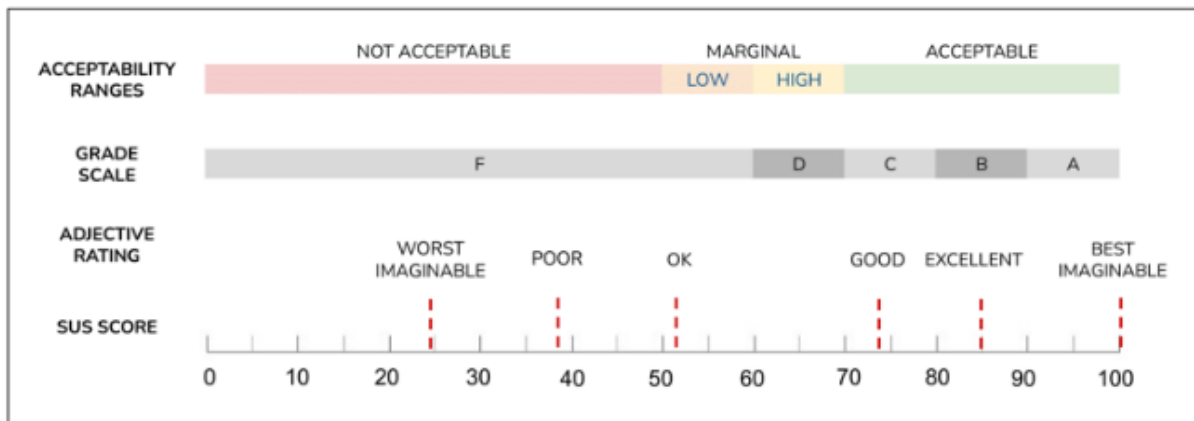 NOT ACCEPTABLE MARGINAL ACCEPTABLE
ACCEPTABILITY
RANGES
LOW HIGH
GRADE
SCALE
F D C B A
ADJECTIVE
RATING
WORST
IMAGINABLE
POOR OK GOOD EXCELLENT
BEST
IMAGINABLE
SUS SCORE
0 10 20 30 40 50 60 70 80 90 100